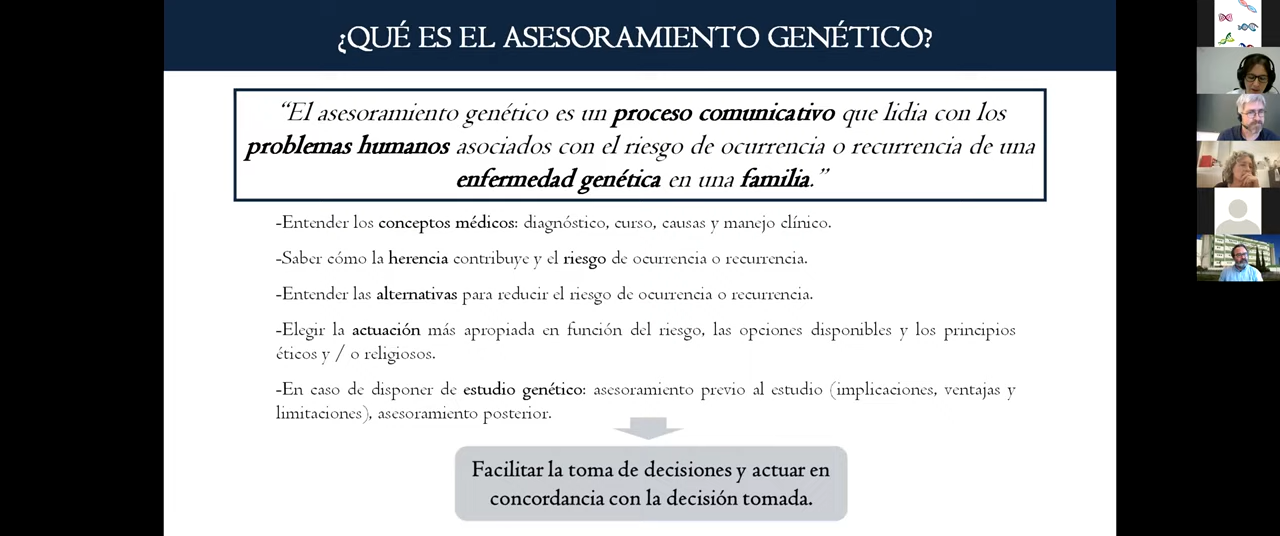 ¿QUÉ ES EL ASESORAMIENTO GENÉTICO?
“El asesoramiento genético es un proceso comunicativo que lidia con los
problemas humanos asociados con el riesgo de ocurrencia o recurrencia de una
enfermedad genética en una familia.”
-Entender los conceptos médicos: diagnóstico, curso, causas y manejo clínico.
-Saber cómo la herencia contribuye y el riesgo de ocurrencia o recurrencia.
-Entender las alternativas para reducir el riesgo de ocurrencia o recurrencia.
-Elegir la actuación más apropiada en función del riesgo, las opciones disponibles y los principios
éticos y / o religiosos.
-En caso de disponer de estudio genético: asesoramiento previo al estudio (implicaciones, ventajas y
limitaciones), asesoramiento posterior.
Facilitar la toma de decisiones y actuar en
concordancia con la decisión tomada.